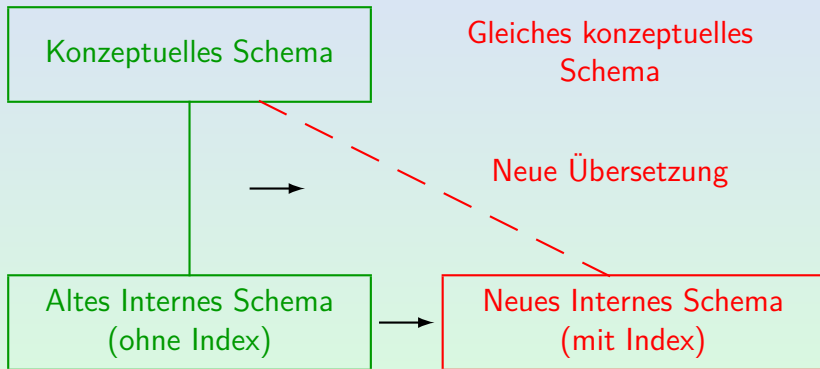 Konzeptuelles Schema
Gleiches konzeptuelles
Schema
Neue Übersetzung
Altes Internes Schema
(ohne Index)
Neues Internes Schema
(mit Index)